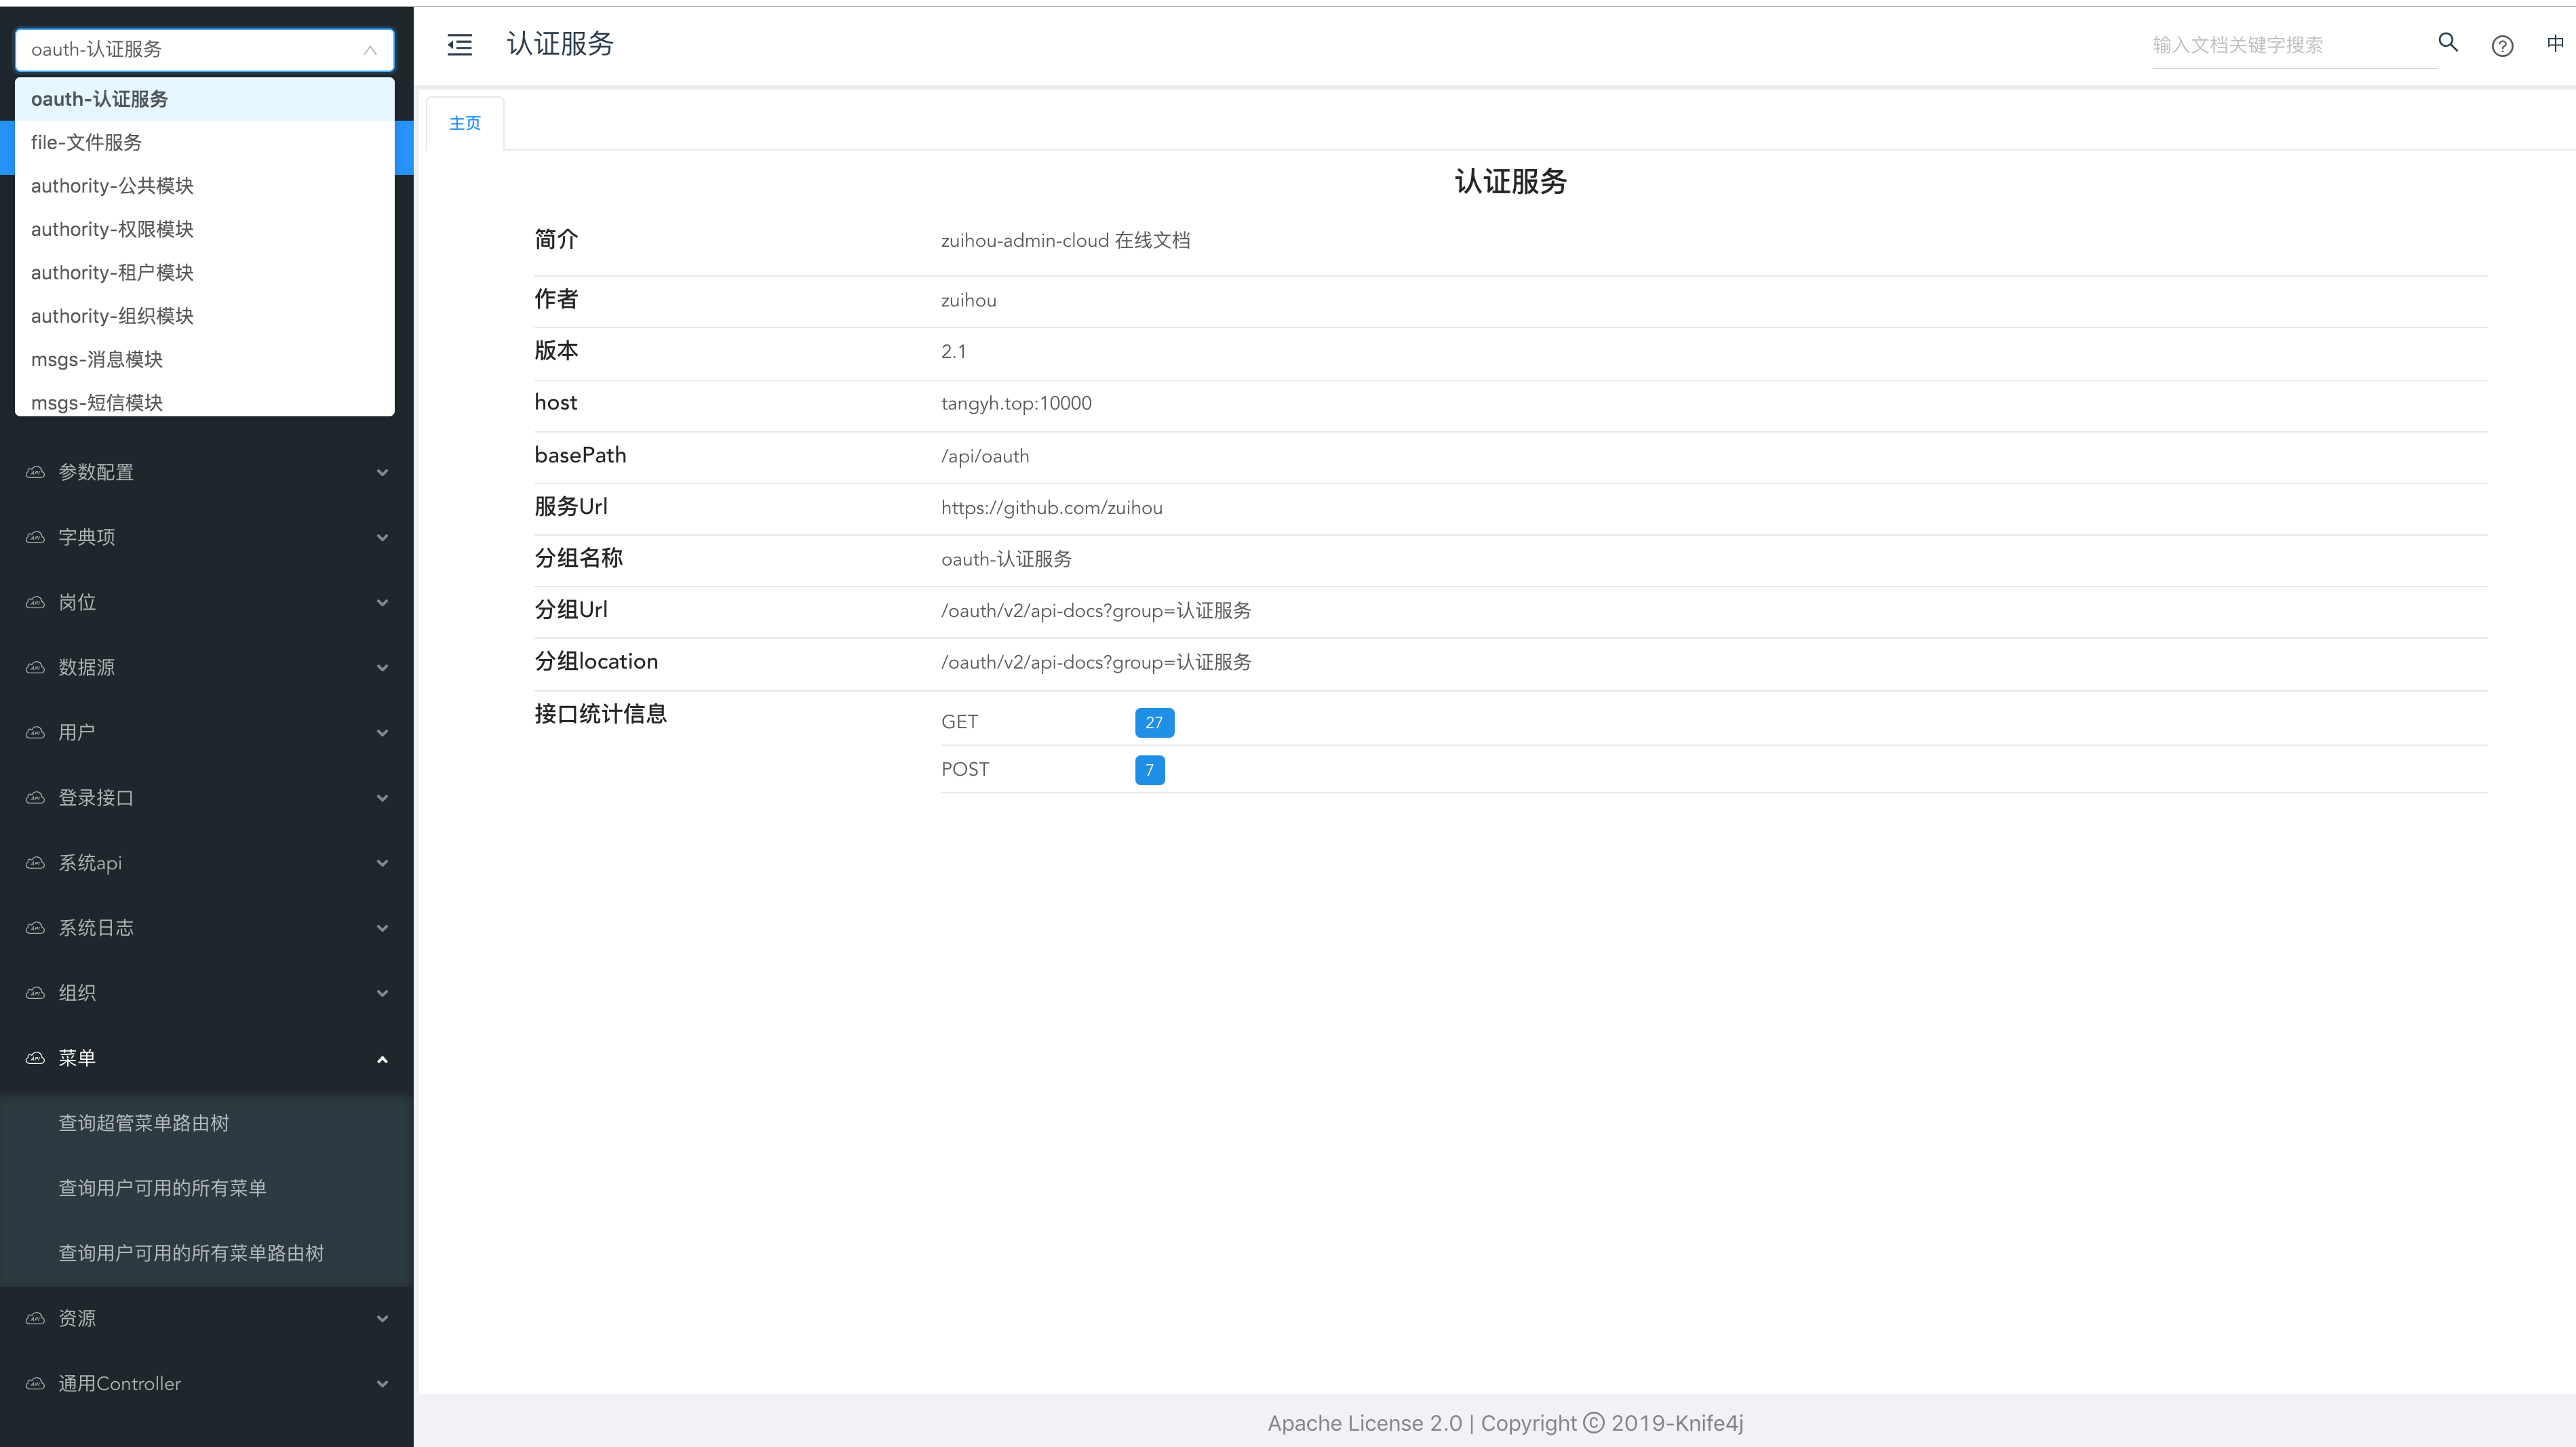 oauth-认证服务
oauth-认证服务
file-文件服务
authority-公共模块
authority-权限模块
authority-租户模块
authority-组织模块
msgs-消息模块
msgs-短信模块
参数配置
字典项
岗位
数据源
用户
登录接口
系统api
系统日志
组织
菜单
查询超管菜单路由树
查询用户可用的所有菜单
查询用户可用的所有菜单路由树
资源
通用Controller
认证服务
输入文档关键字搜索
中
主页
认证服务
简介 zuihou-admin-cloud 在线文档
作者 zuihou
版本 2.1
host tangyh.top:10000
basePath /api/oauth
服务Url https://github.com/zuihou
分组名称 oauth-认证服务
分组Url /oauth/v2/api-docs?group=认证服务
分组location /oauth/v2/api-docs?group=认证服务
接口统计信息 GET 27
POST 7
Apache License 2.0 | Copyright © 2019-Knife4j